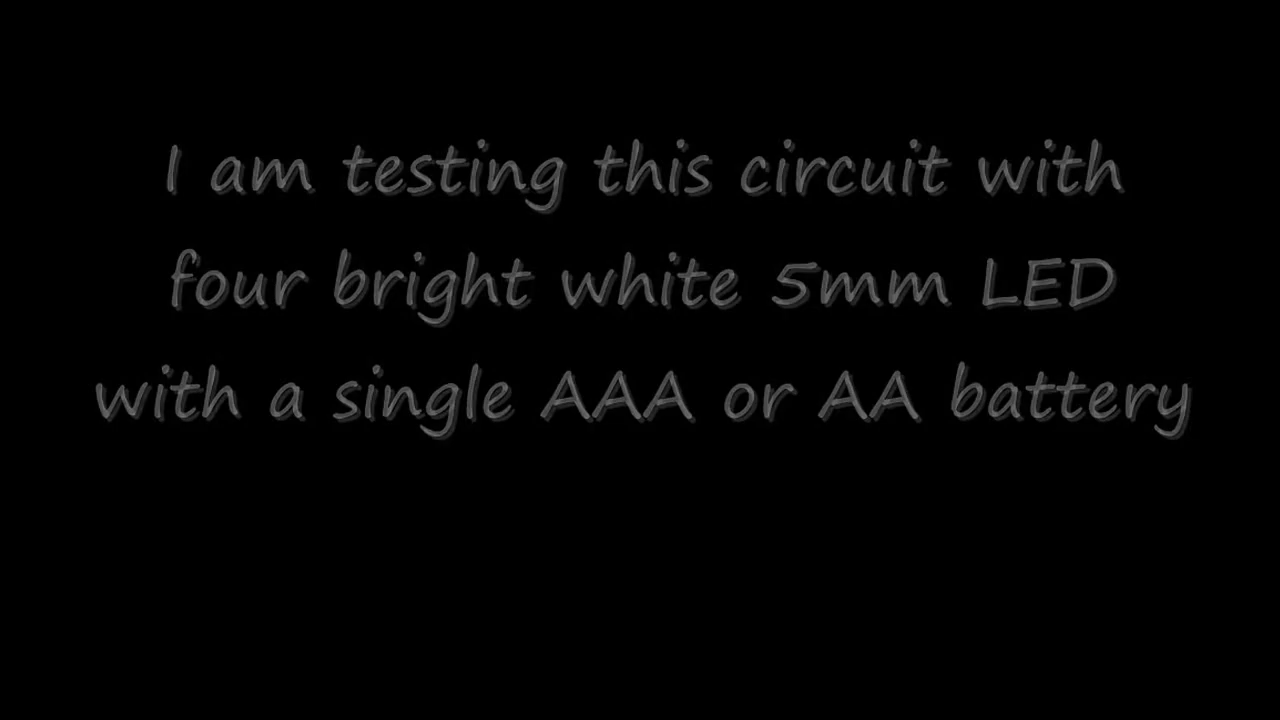 I am testing this circuit with
four bright white 5mm LED
with a single AAA or AA battery